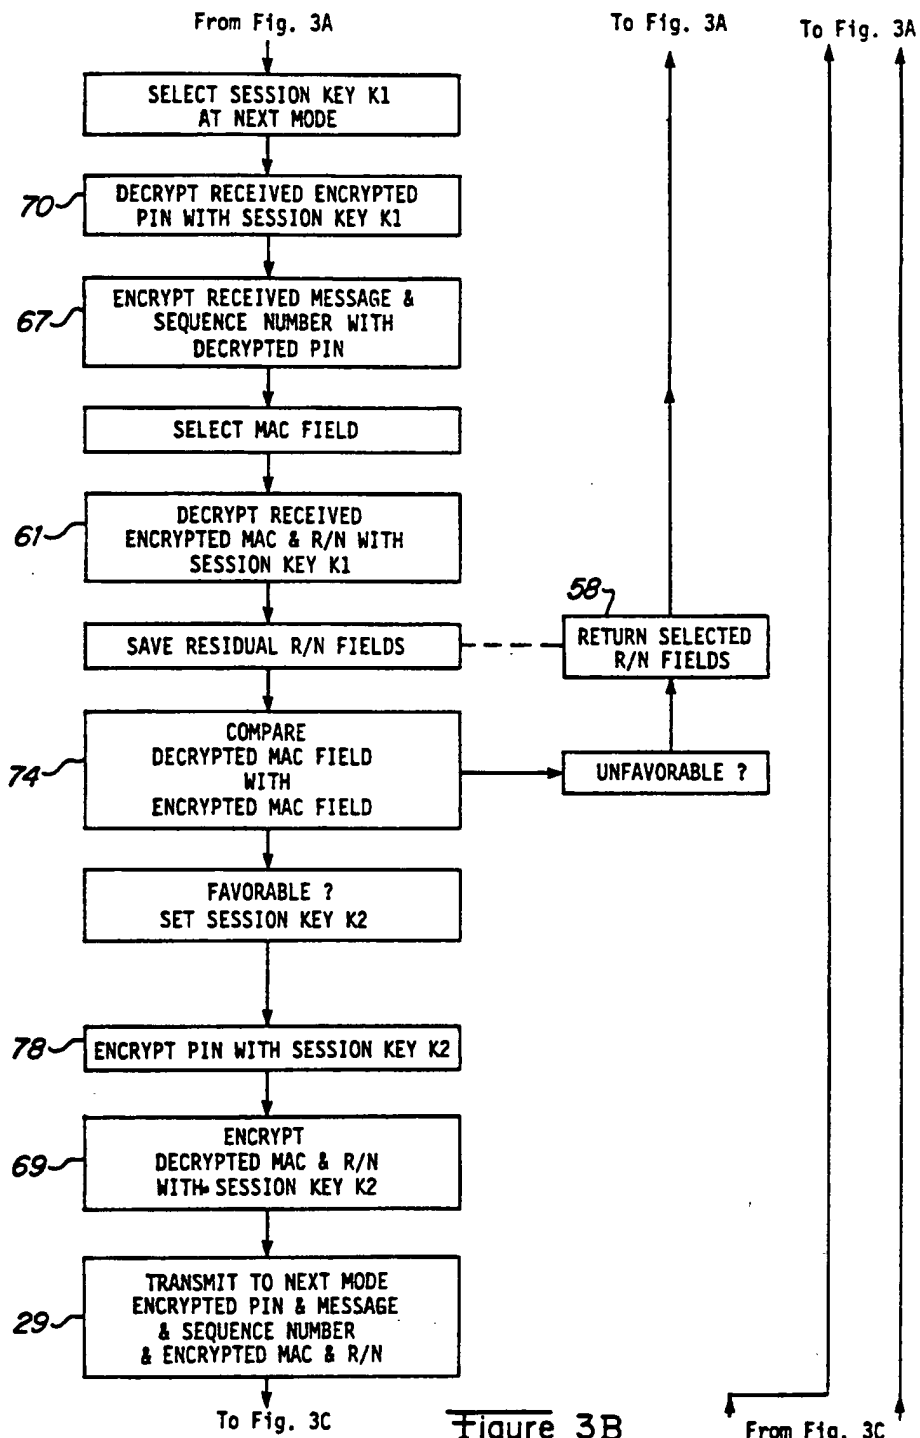 From Fig. 3A
To Fig. 3A
To Fig. 3A
SELECT SESSION KEY K1
AT NEXT MODE
70
DECRYPT RECEIVED ENCRYPTED
PIN WITH SESSION KEY K1
67
ENCRYPT RECEIVED MESSAGE &
SEQUENCE NUMBER WITH
DECRYPTED PIN
SELECT MAC FIELD
61
DECRYPT RECEIVED
ENCRYPTED MAC & R/N WITH
SESSION KEY K1
SAVE RESIDUAL R/N FIELDS
58
RETURN SELECTED
R/N FIELDS
74
COMPARE
DECRYPTED MAC FIELD
WITH
ENCRYPTED MAC FIELD
UNFAVORABLE ?
FAVORABLE ?
SET SESSION KEY K2
78
ENCRYPT PIN WITH SESSION KEY K2
69
ENCRYPT
DECRYPTED MAC & R/N
WITH SESSION KEY K2
29
TRANSMIT TO NEXT MODE
ENCRYPTED PIN & MESSAGE
& SEQUENCE NUMBER
& ENCRYPTED MAC & R/N
To Fig. 3C
Figure 3B
From Fig. 3C